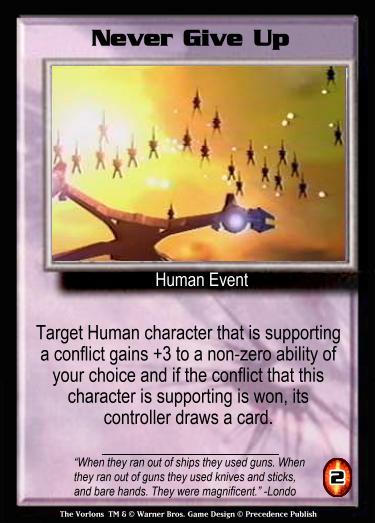 Never Give Up
Human Event
Target Human character that is supporting
a conflict gains +3 to a non-zero ability of
your choice and if the conflict that this
character is supporting is won, its
controller draws a card.
"When they ran out of ships they used guns. When
they ran out of guns they used knives and sticks,
and bare hands. They were magnificent." -Londo
2
The Vorlons TM & © Warner Bros. Game Design © Precedence Publish